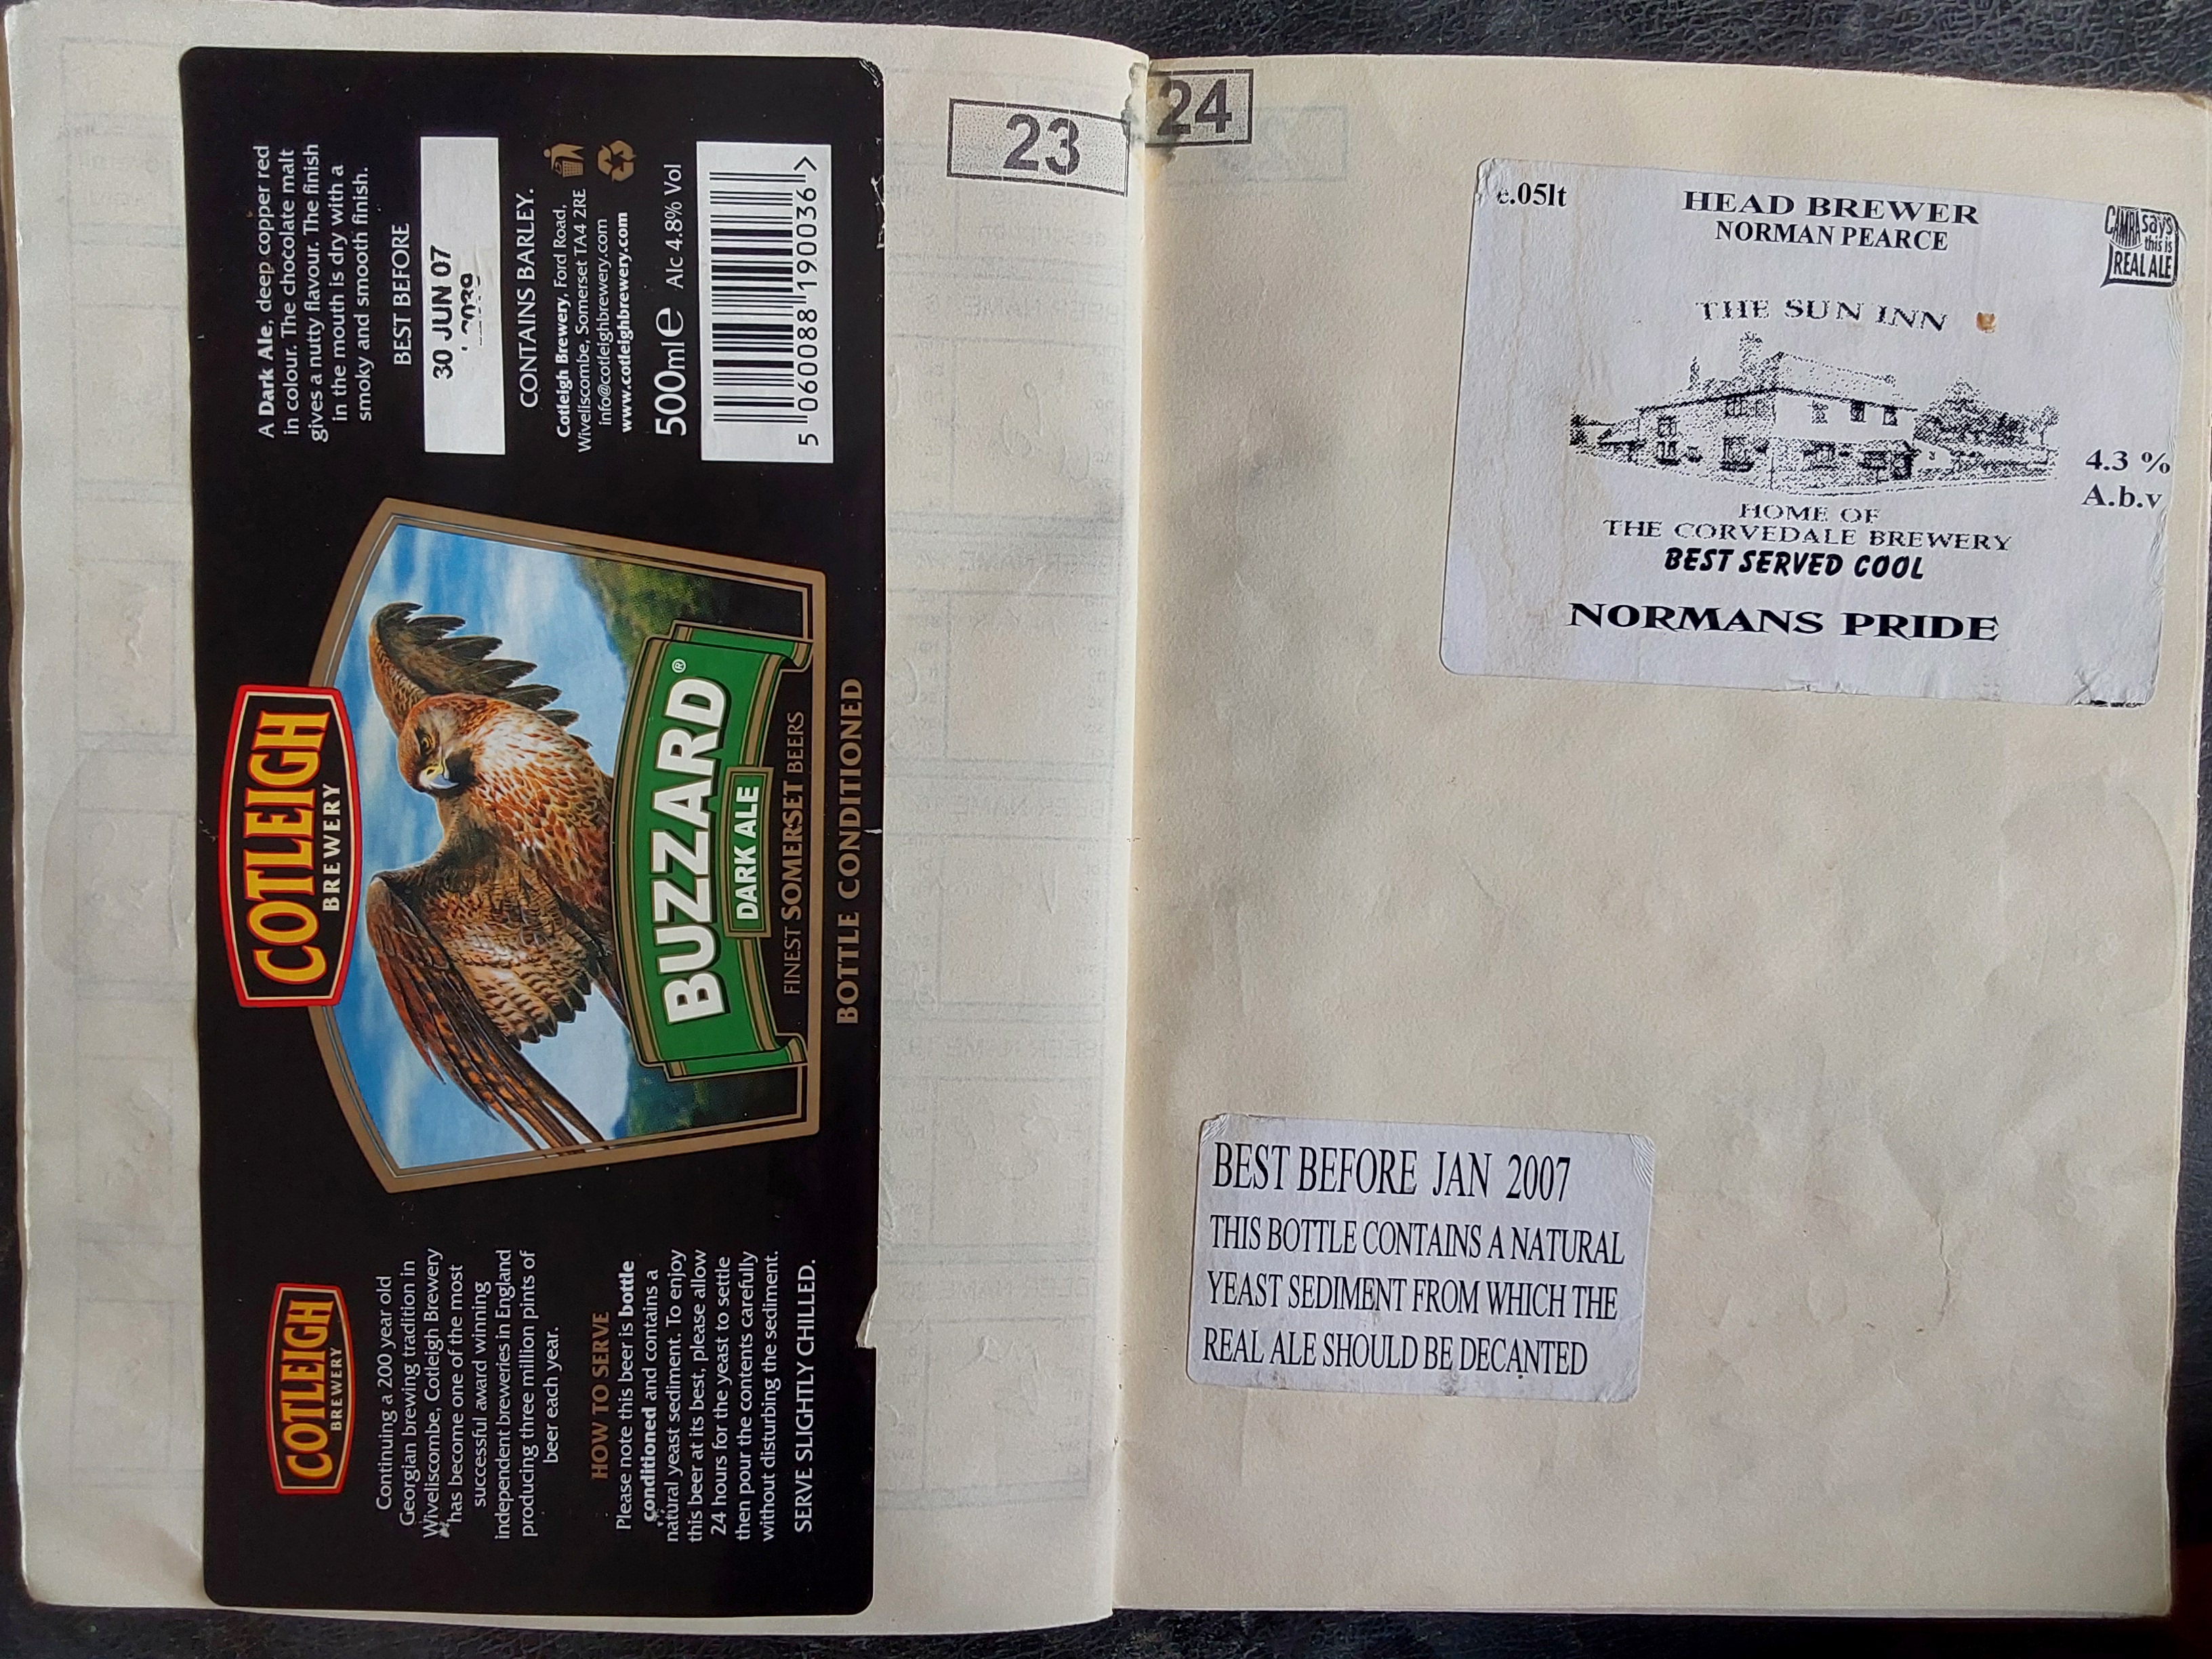 23
COTLEIGH
BREWERY
Continuing a 200 year old
Georgian brewing tradition in
Wiveliscombe, Cotleigh Brewery
has become one of the most
successful award winning
independent breweries in England
producing three million pints of
beer each year.
HOW TO SERVE
Please note this beer is bottle
conditioned and contains a
natural yeast sediment. To enjoy
this beer at its best, please allow
24 hours for the yeast to settle
then pour the contents carefully
without disturbing the sediment.
SERVE SLIGHTLY CHILLED.
COTLEIGH
BREWERY
BUZZARD®
DARK ALE
FINEST SOMERSET BEERS
BOTTLE CONDITIONED
A Dark Ale, deep copper red
in colour. The chocolate malt
gives a nutty flavour. The finish
in the mouth is dry with a
smoky and smooth finish.
BEST BEFORE
30 JUN 07
CONTAINS BARLEY.
Cotleigh Brewery, Ford Road,
Wiveliscombe, Somerset TA4 2RE
info@cotleighbrewery.com
www.cotleighbrewery.com
500ml e Alc 4.8% Vol
5 060088 190036 >
24
e.05lt
HEAD BREWER
NORMAN PEARCE
CAMRA says
this is
REAL ALE
THE SUN INN
4.3 %
A.b.v
HOME OF
THE CORVEDALE BREWERY
BEST SERVED COOL
NORMANS PRIDE
BEST BEFORE JAN 2007
THIS BOTTLE CONTAINS A NATURAL
YEAST SEDIMENT FROM WHICH THE
REAL ALE SHOULD BE DECANTED